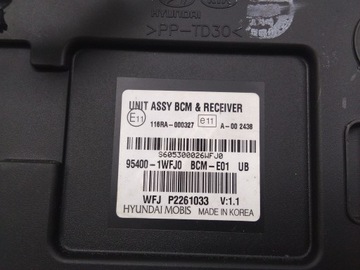 HYUNDAI
>PP-TD30<
UNIT ASSY BCM & RECEIVER
E11 116RA-000327 e11 A-00 2438
S605300026WFJ0
95400-1WFJ0 BCM-E01 UB
WFJ P2261033 V:1.1
HYUNDAI MOBIS MADE IN KOREA